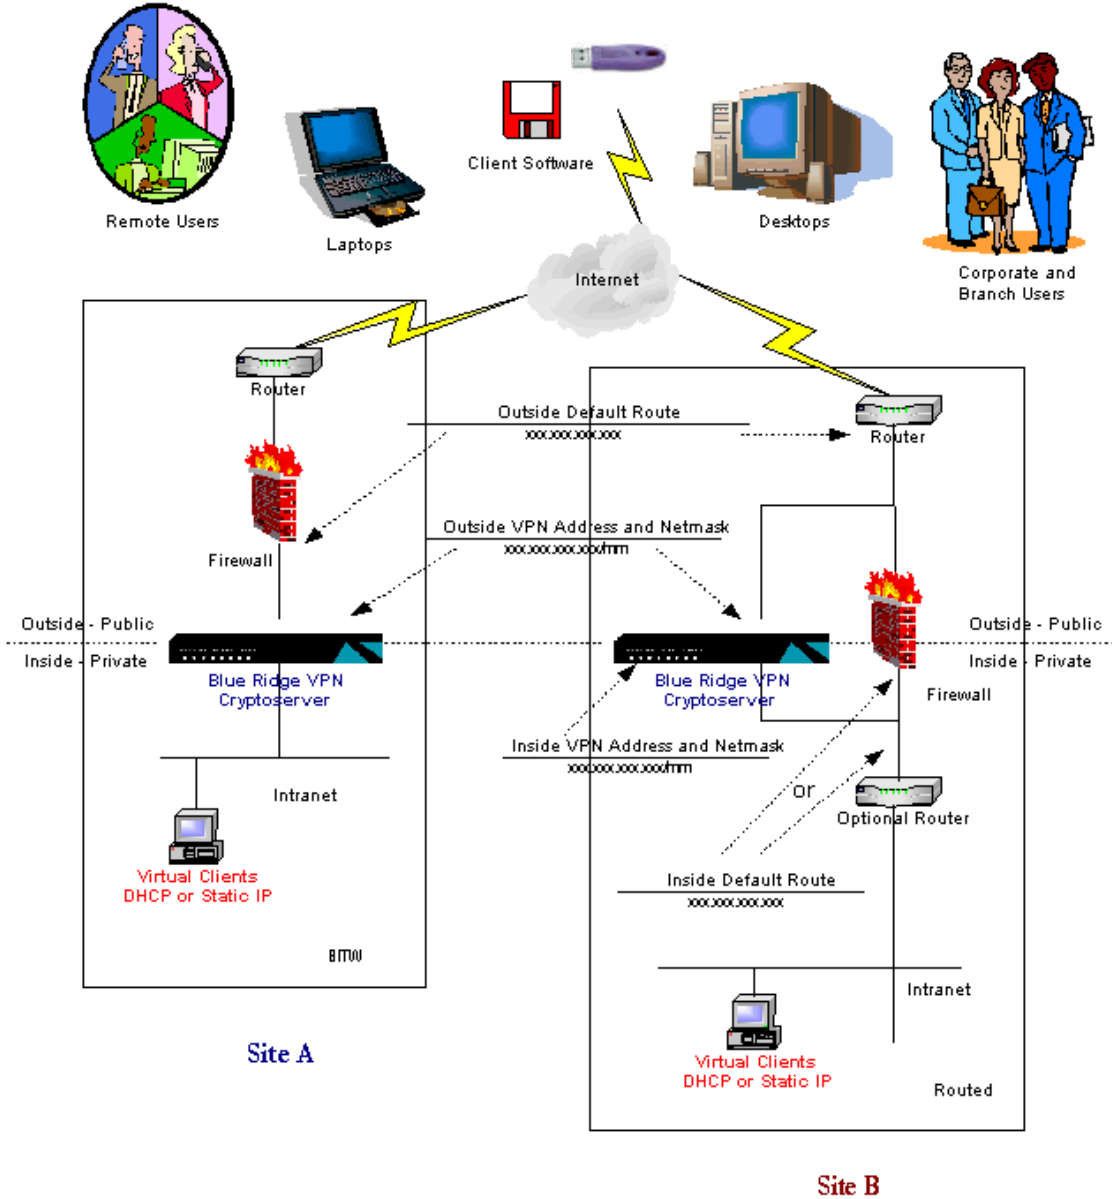 Remote Users
Laptops
Client Software
Desktops
Corporate and
Branch Users
Internet
Router
Outside Default Route
xxx.xxx.xxx.xxx
Router
Firewall
Outside VPN Address and Netmask
xxx.xxx.xxx.xxx/mm
Outside - Public
Inside - Private
Outside - Public
Inside - Private
Blue Ridge VPN
Cryptoserver
Blue Ridge VPN
Cryptoserver
Firewall
Inside VPN Address and Netmask
xxx.xxx.xxx.xxx/mm
Intranet
or
Optional Router
Virtual Clients
DHCP or Static IP
Inside Default Route
xxx.xxx.xxx.xxx
BITW
Intranet
Site A
Virtual Clients
DHCP or Static IP
Routed
Site B